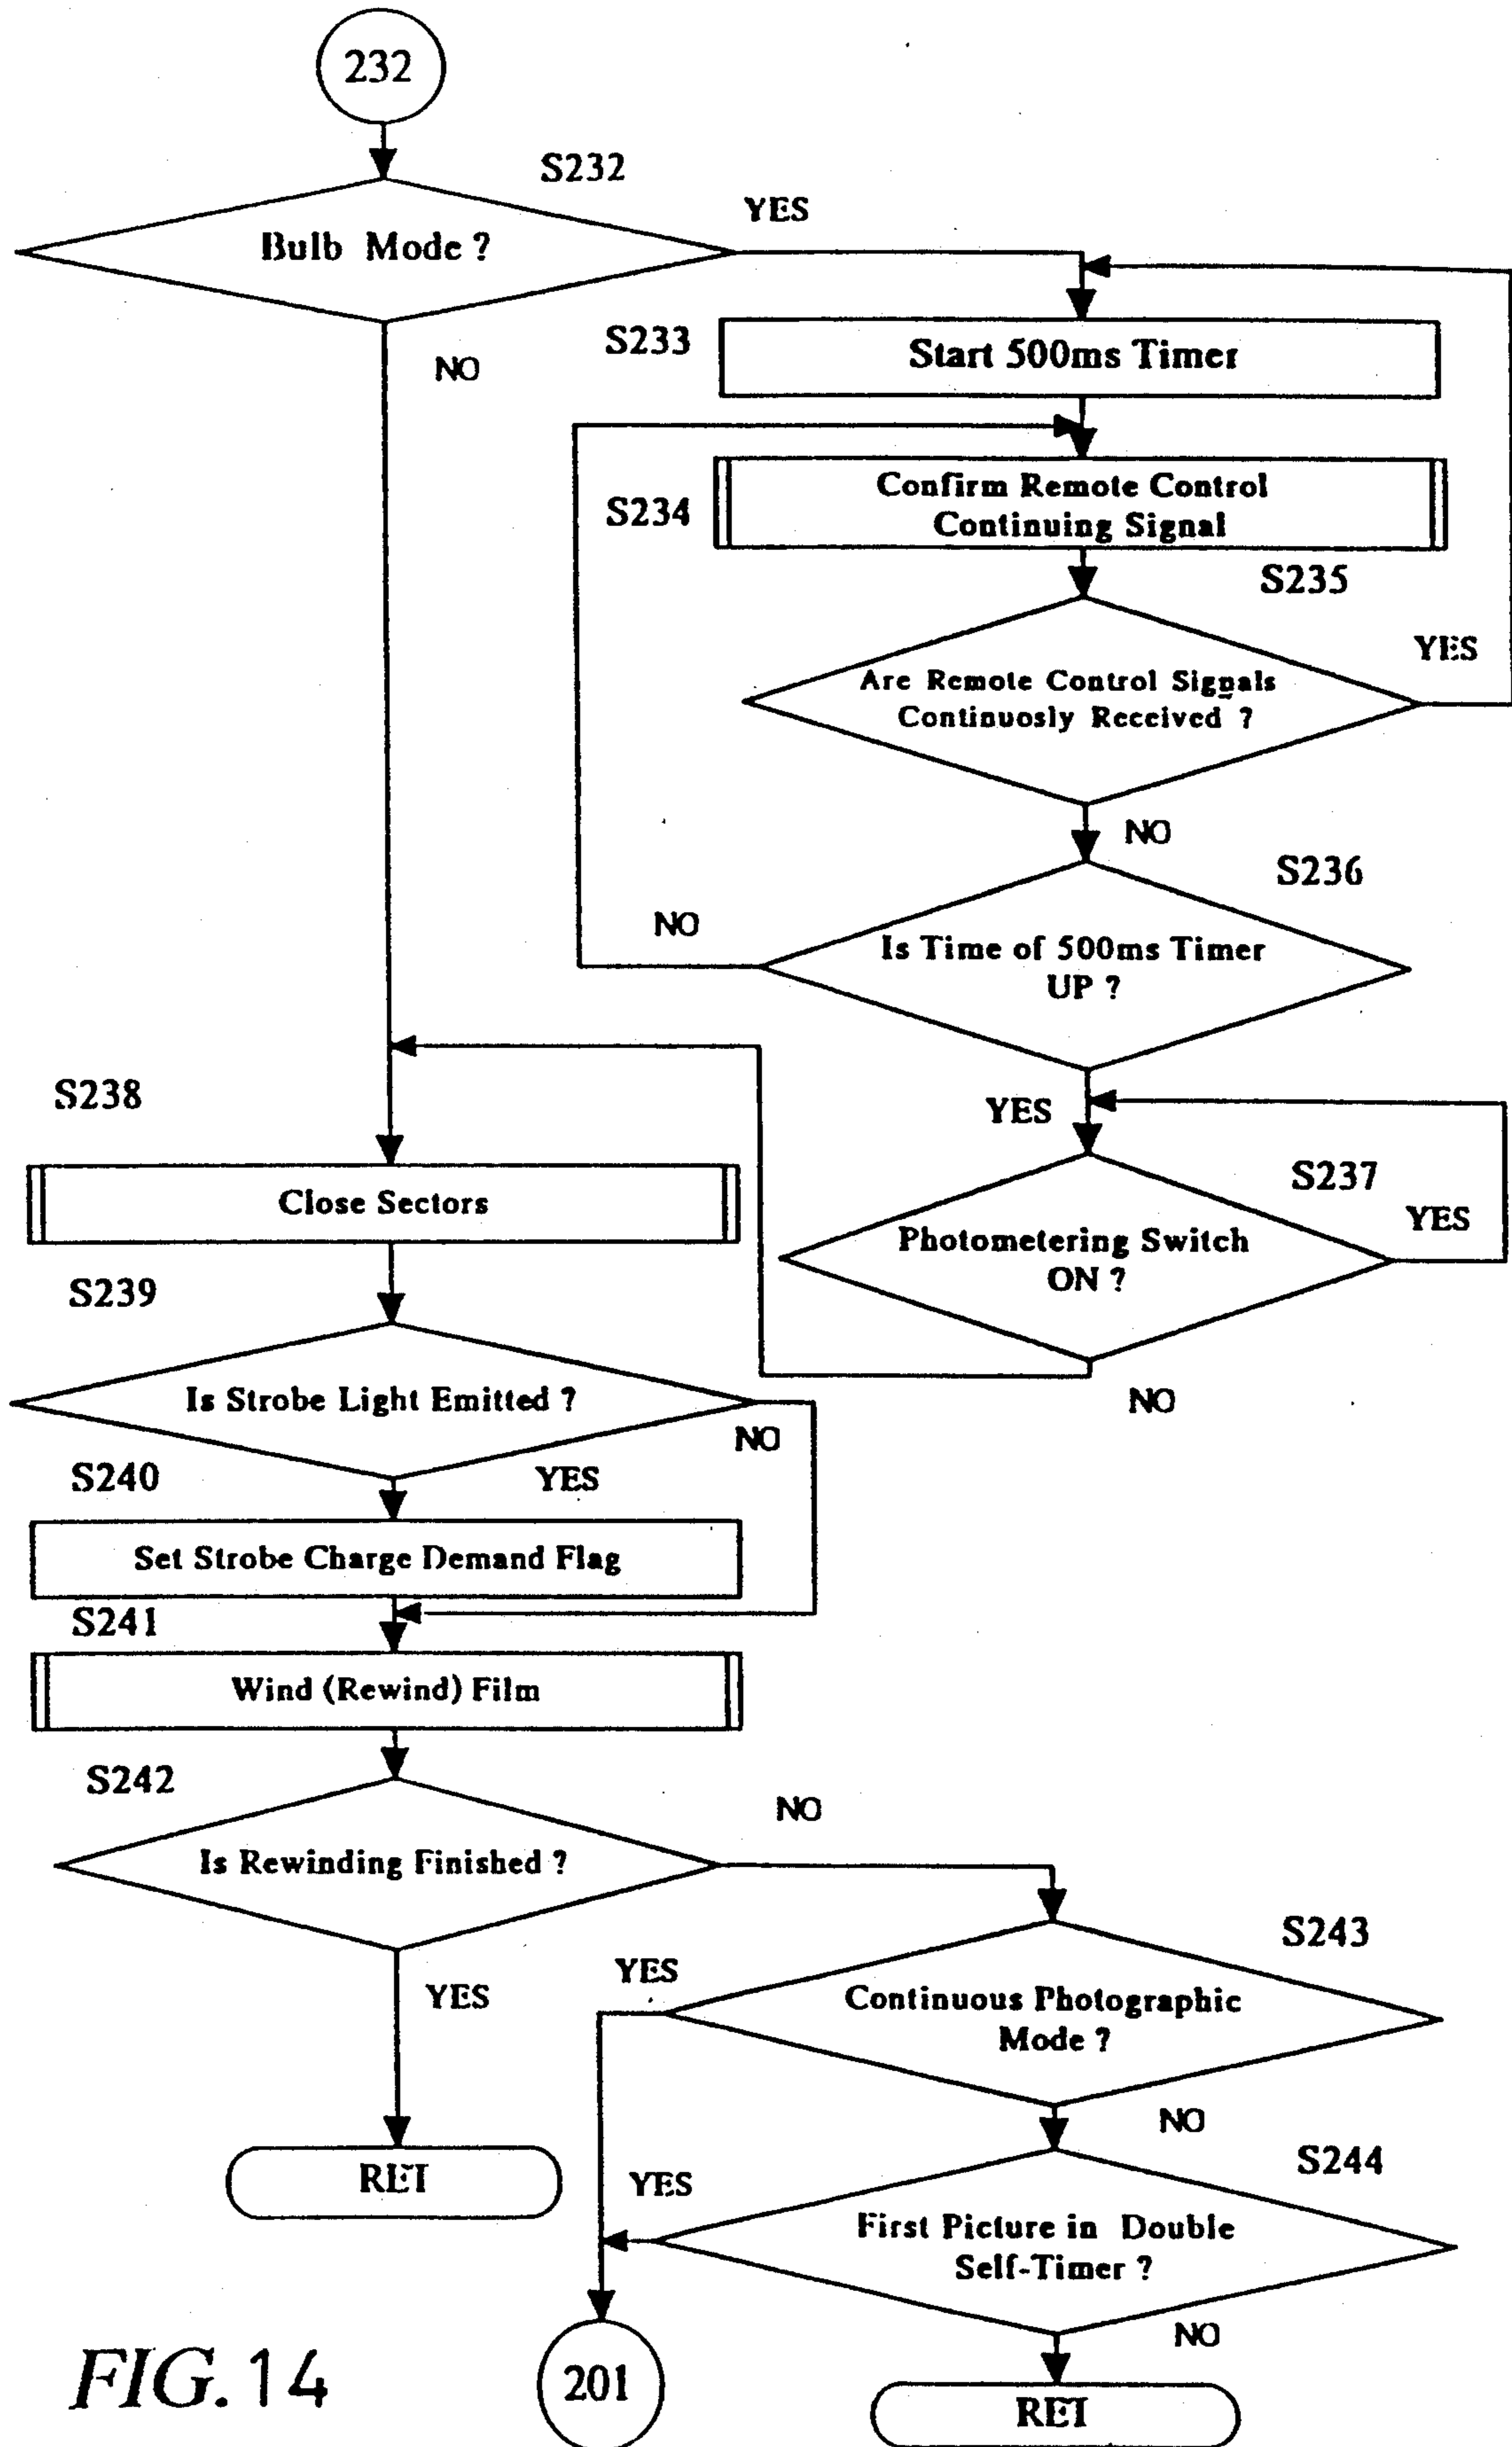 232
S232
YES
Bulb Mode ?
NO
S233
Start 500ms Timer
S234
Confirm Remote Control
Continuing Signal
S235
YES
Are Remote Control Signals
Continuosly Received ?
NO
S236
NO
Is Time of 500ms Timer
UP ?
YES
S237
YES
Photometering Switch
ON ?
NO
S238
Close Sectors
S239
Is Strobe Light Emitted ?
NO
S240
YES
Set Strobe Charge Demand Flag
S241
Wind (Rewind) Film
S242
NO
Is Rewinding Finished ?
YES
RET
S243
YES
Continuous Photographic
Mode ?
NO
S244
YES
First Picture in Double
Self-Timer ?
NO
201
RET
FIG. 14